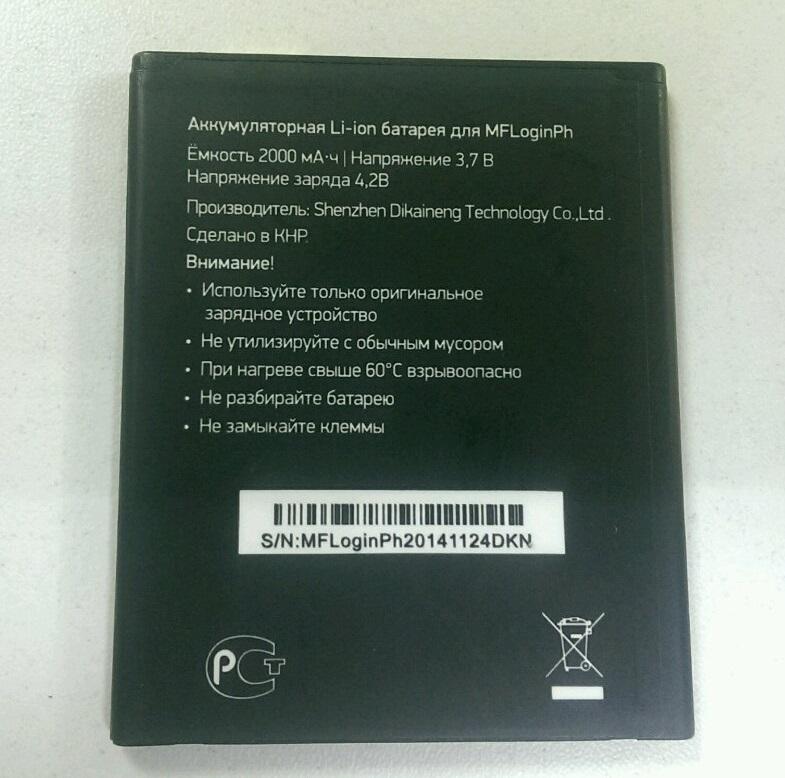 Аккумуляторная Li-ion батарея для MFLoginPh
Ёмкость 2000 мА·ч | Напряжение 3,7 В
Напряжение заряда 4,2В
Производитель: Shenzhen Dikaineng Technology Co.,Ltd .
Сделано в КНР
Внимание!
• Используйте только оригинальное
зарядное устройство
• Не утилизируйте с обычным мусором
• При нагреве свыше 60°С взрывоопасно
• Не разбирайте батарею
• Не замыкайте клеммы
S/N:MFLoginPh20141124DKN
РСТ